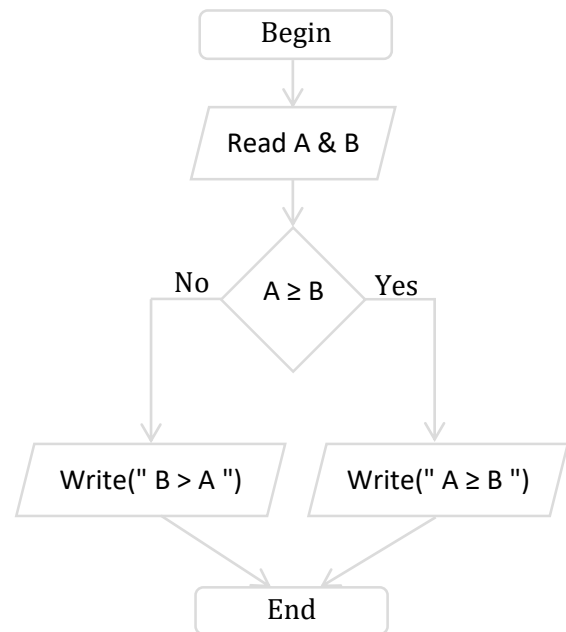 Begin
Read A & B
A ≥ B
No
Yes
Write(" B > A ")
Write(" A ≥ B ")
End